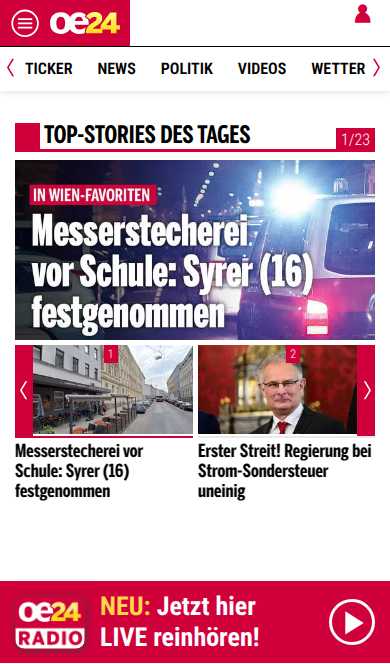 oe24
TICKER NEWS POLITIK VIDEOS WETTER
TOP-STORIES DES TAGES
1/23
IN WIEN-FAVORITEN
Messerstecherei
vor Schule: Syrer (16)
festgenommen
1
2
Messerstecherei vor
Schule: Syrer (16)
festgenommen
Erster Streit! Regierung bei
Strom-Sondersteuer
uneinig
oe24
RADIO
NEU: Jetzt hier
LIVE reinhören!